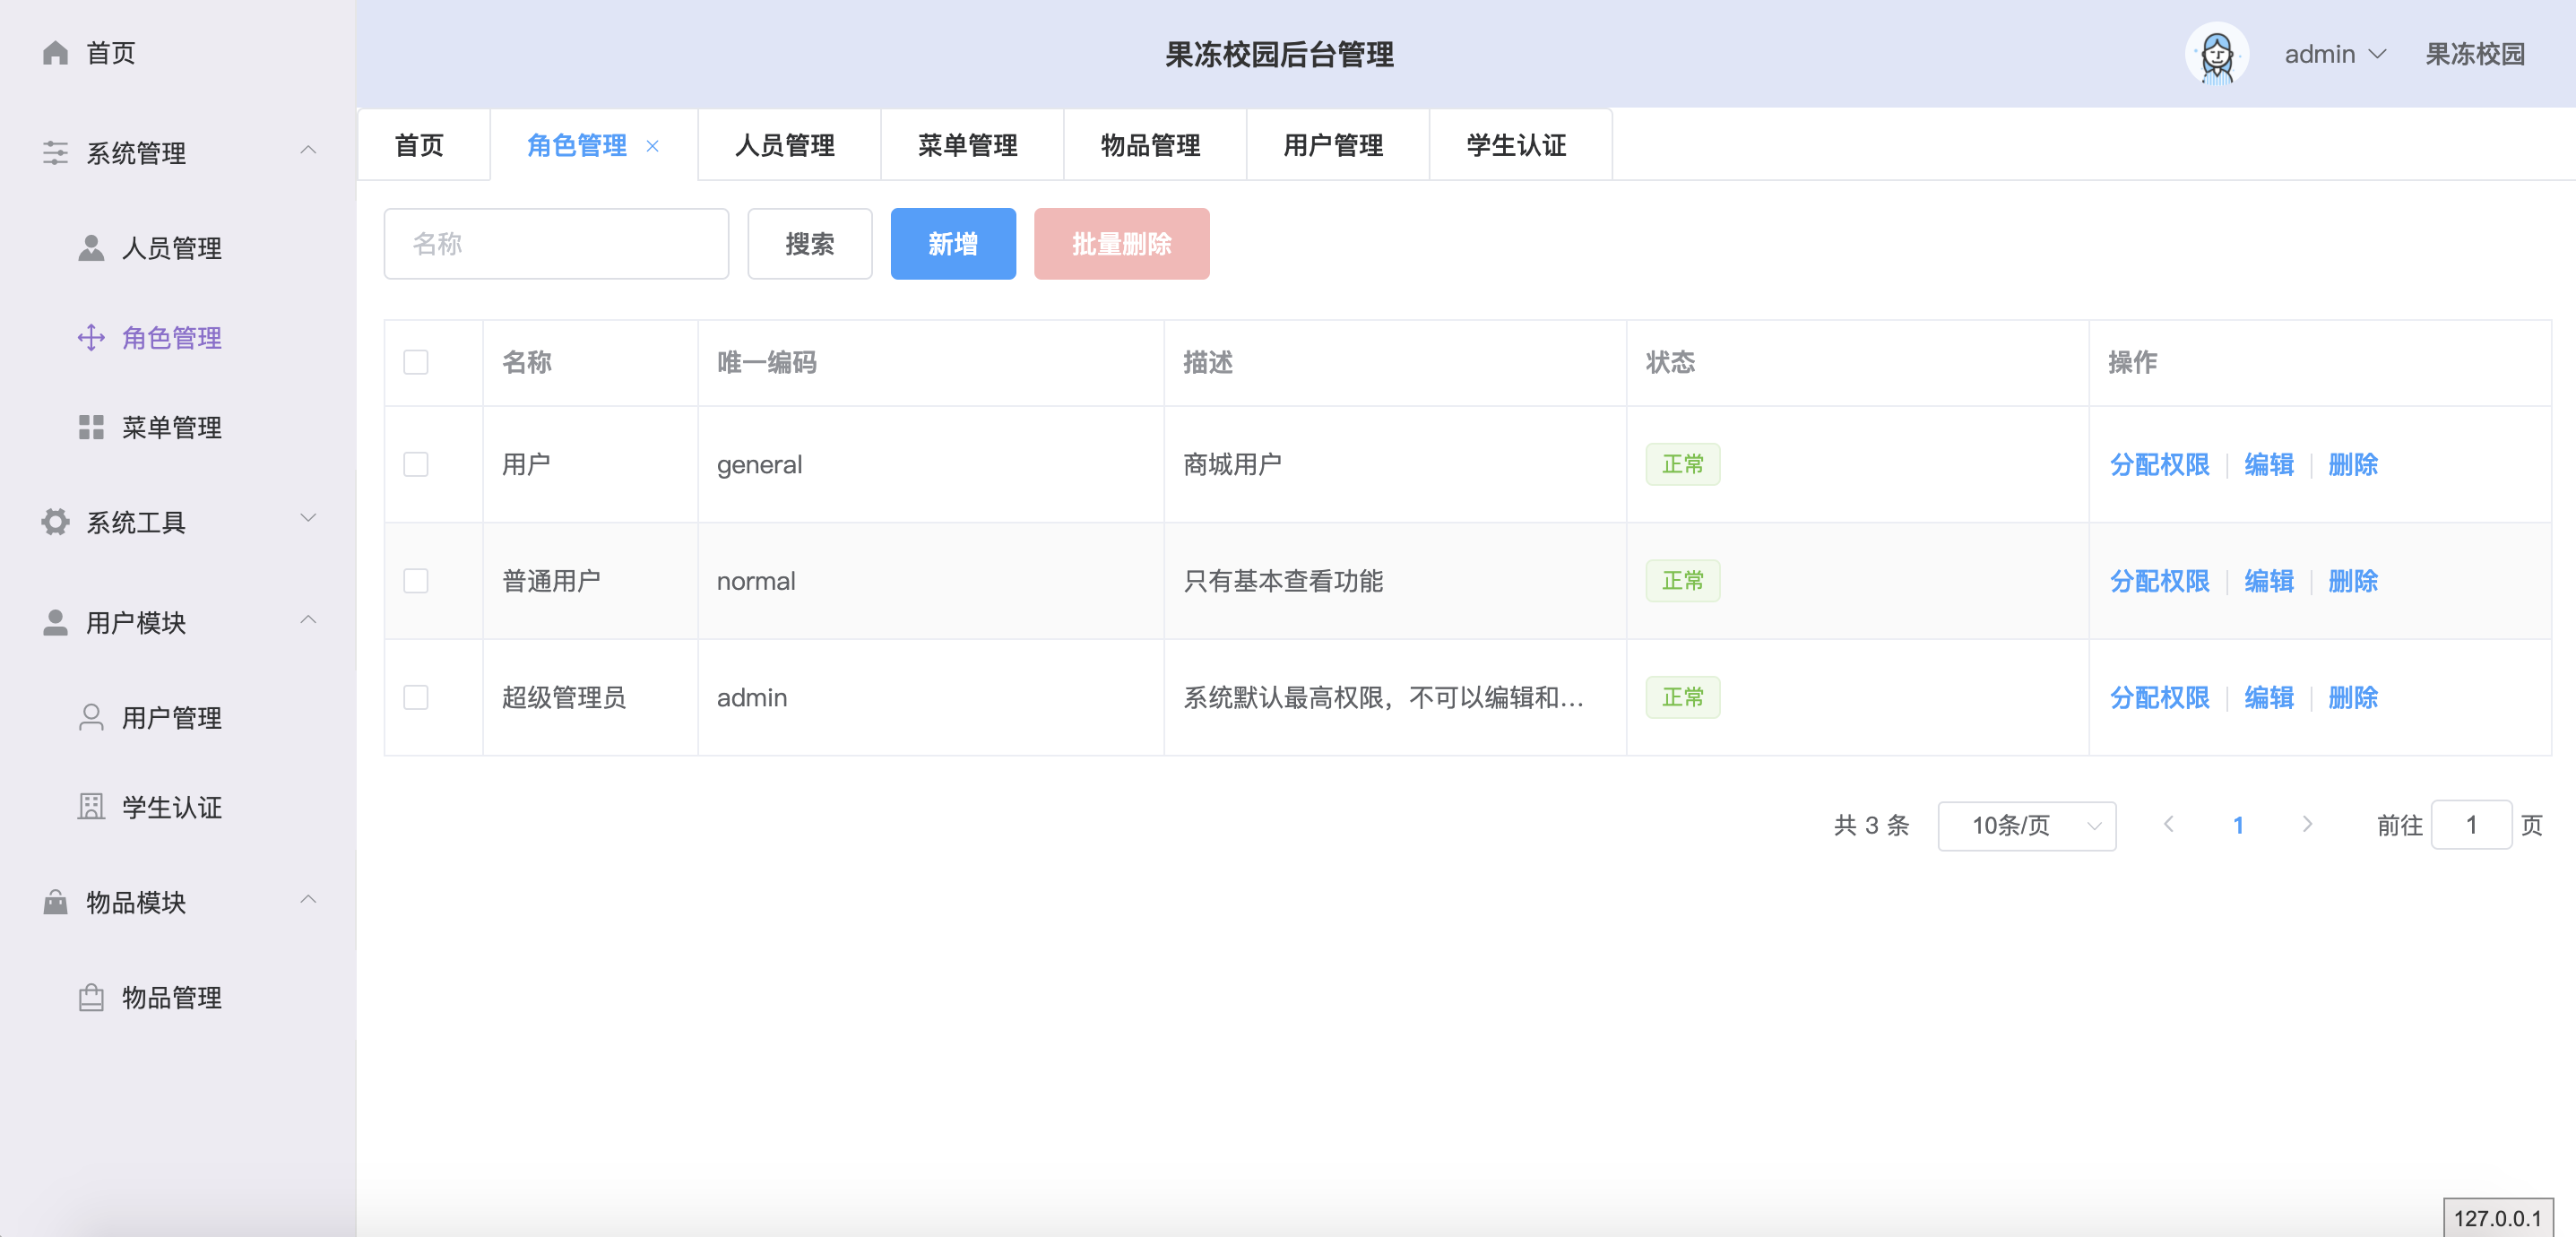 首页
系统管理
人员管理
角色管理
菜单管理
系统工具
用户模块
用户管理
学生认证
物品模块
物品管理
果冻校园后台管理
admin 果冻校园
首页 角色管理 × 人员管理 菜单管理 物品管理 用户管理 学生认证
名称 搜索 新增 批量删除
名称 唯一编码 描述 状态 操作
用户 general 商城用户 正常 分配权限 编辑 删除
普通用户 normal 只有基本查看功能 正常 分配权限 编辑 删除
超级管理员 admin 系统默认最高权限，不可以编辑和... 正常 分配权限 编辑 删除
共 3 条 10条/页 1 前往 1 页
127.0.0.1